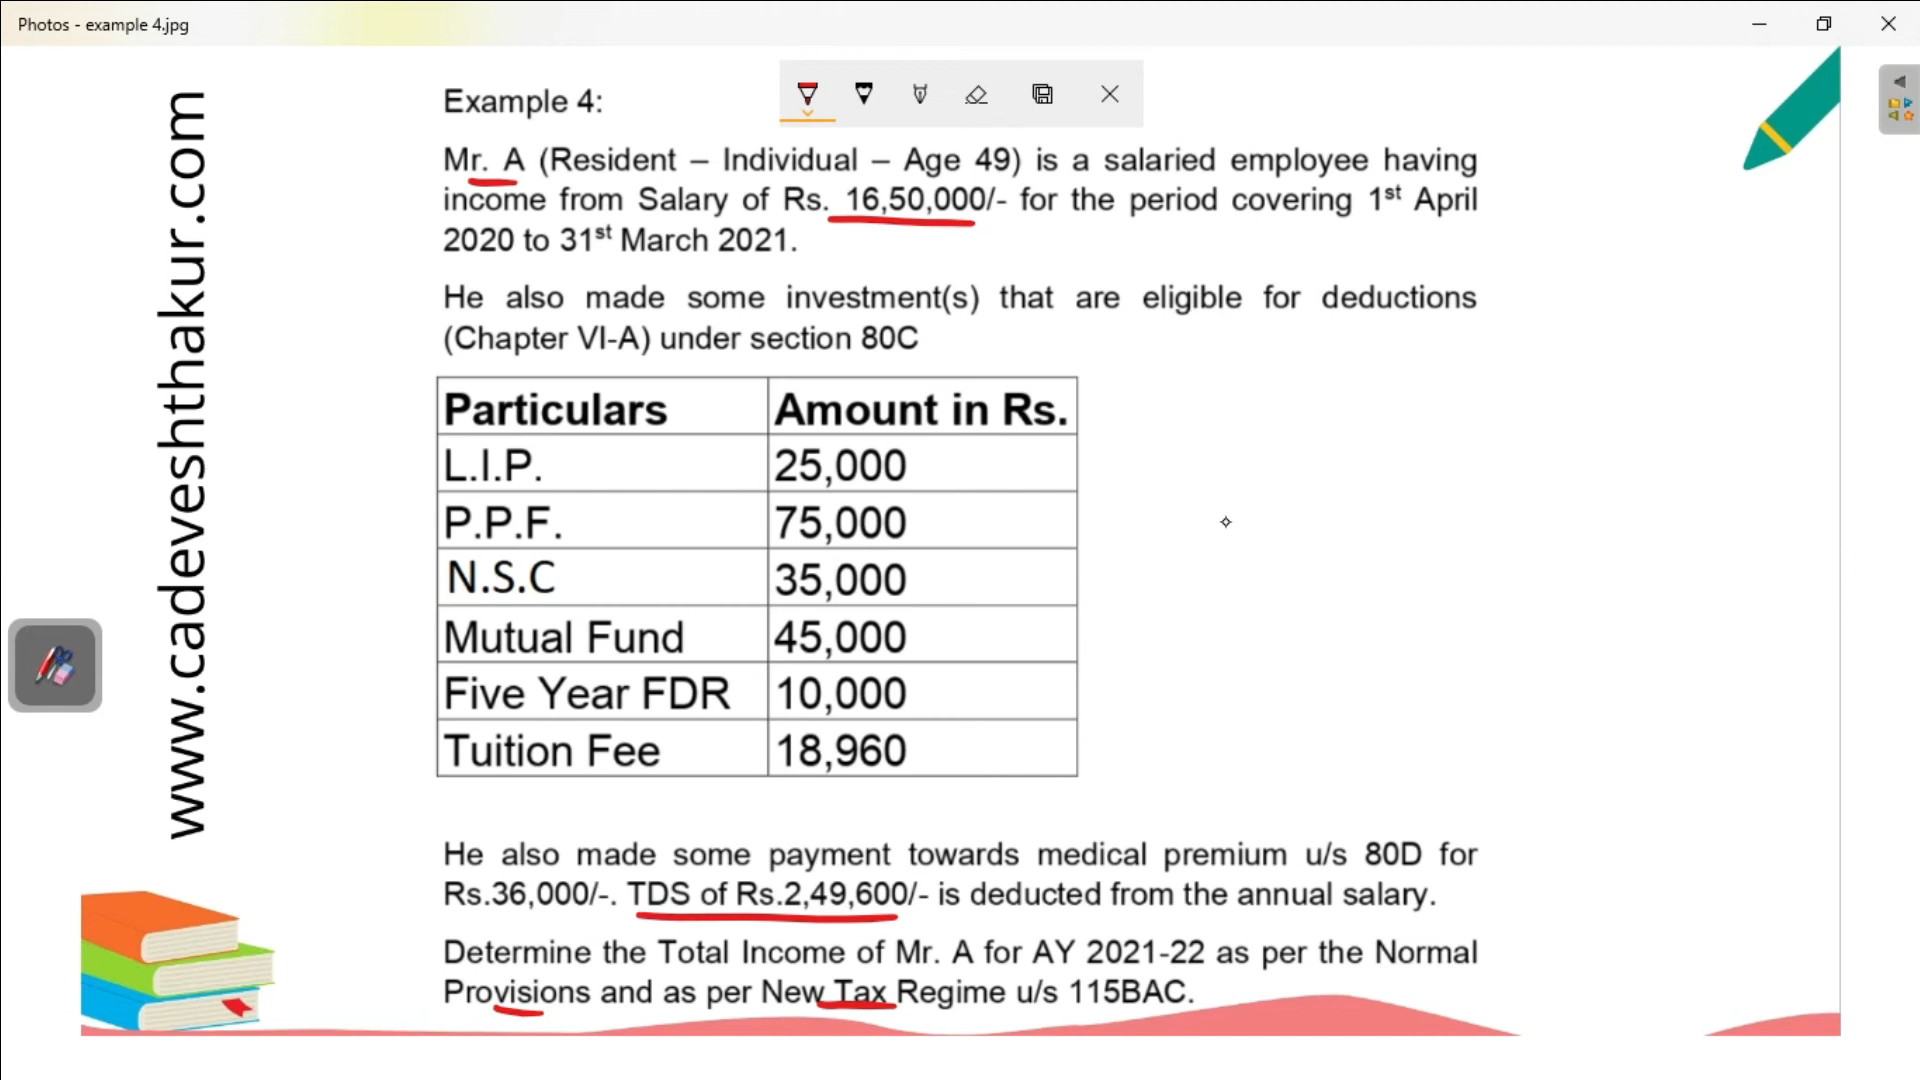 Photos - example 4.jpg
www.cadeveshthakur.com
Example 4:
Mr. A (Resident – Individual – Age 49) is a salaried employee having
income from Salary of Rs. 16,50,000/- for the period covering 1st April
2020 to 31st March 2021.
He also made some investment(s) that are eligible for deductions
(Chapter VI-A) under section 80C
Particulars Amount in Rs.
L.I.P. 25,000
P.P.F. 75,000
N.S.C 35,000
Mutual Fund 45,000
Five Year FDR 10,000
Tuition Fee 18,960
He also made some payment towards medical premium u/s 80D for
Rs.36,000/-. TDS of Rs.2,49,600/- is deducted from the annual salary.
Determine the Total Income of Mr. A for AY 2021-22 as per the Normal
Provisions and as per New Tax Regime u/s 115BAC.